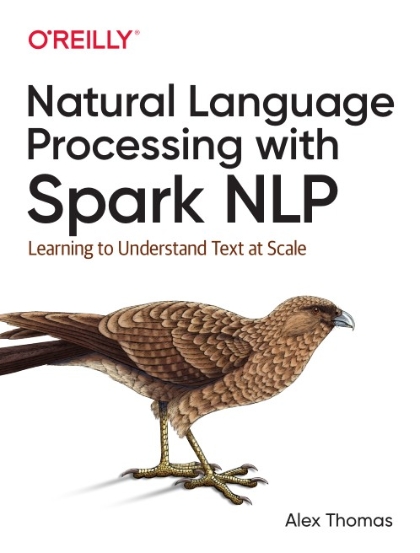 O'REILLY®
Natural Language
Processing with
Spark NLP
Learning to Understand Text at Scale
Alex Thomas